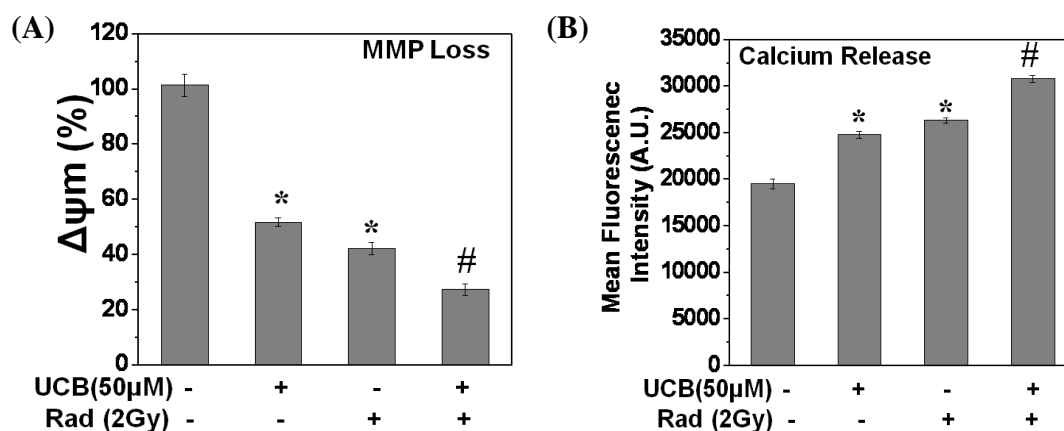 (A)
MMP Loss
Δψm (%)
120
100
80
60
40
20
0
*
*
#
UCB(50µM) - + - +
Rad (2Gy) - - + +
(B)
Calcium Release
Mean Fluorescenec
Intensity (A.U.)
35000
30000
25000
20000
15000
10000
5000
0
*
*
#
UCB(50µM) - + - +
Rad (2Gy) - - + +